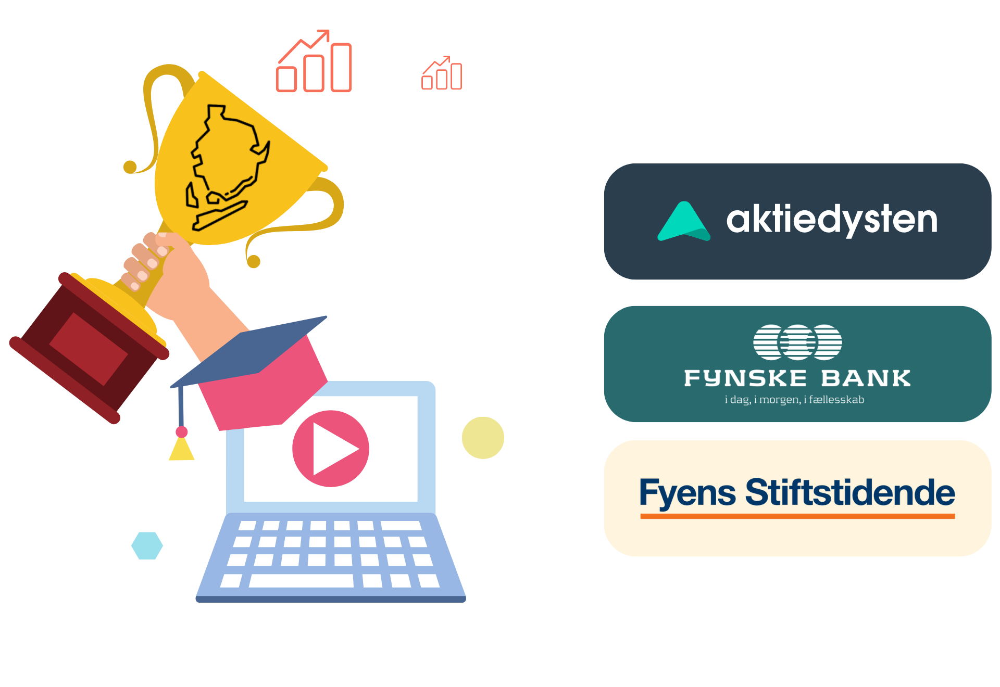 aktiedysten
FYNSKE BANK
i dag, i morgen, i fællesskab
Fyens Stiftstidende